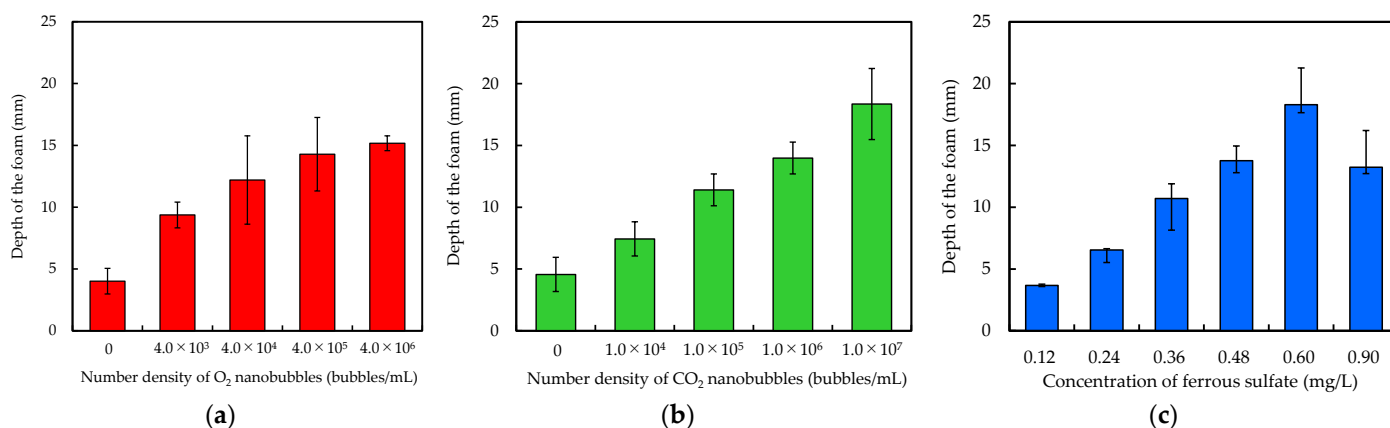 25
20
15
10
5
0
Depth of the foam (mm)
0 4.0 × 10³ 4.0 × 10⁴ 4.0 × 10⁵ 4.0 × 10⁶
Number density of O₂ nanobubbles (bubbles/mL)
(a)
25
20
15
10
5
0
Depth of the foam (mm)
0 1.0 × 10⁴ 1.0 × 10⁵ 1.0 × 10⁶ 1.0 × 10⁷
Number density of CO₂ nanobubbles (bubbles/mL)
(b)
25
20
15
10
5
0
Depth of the foam (mm)
0.12 0.24 0.36 0.48 0.60 0.90
Concentration of ferrous sulfate (mg/L)
(c)